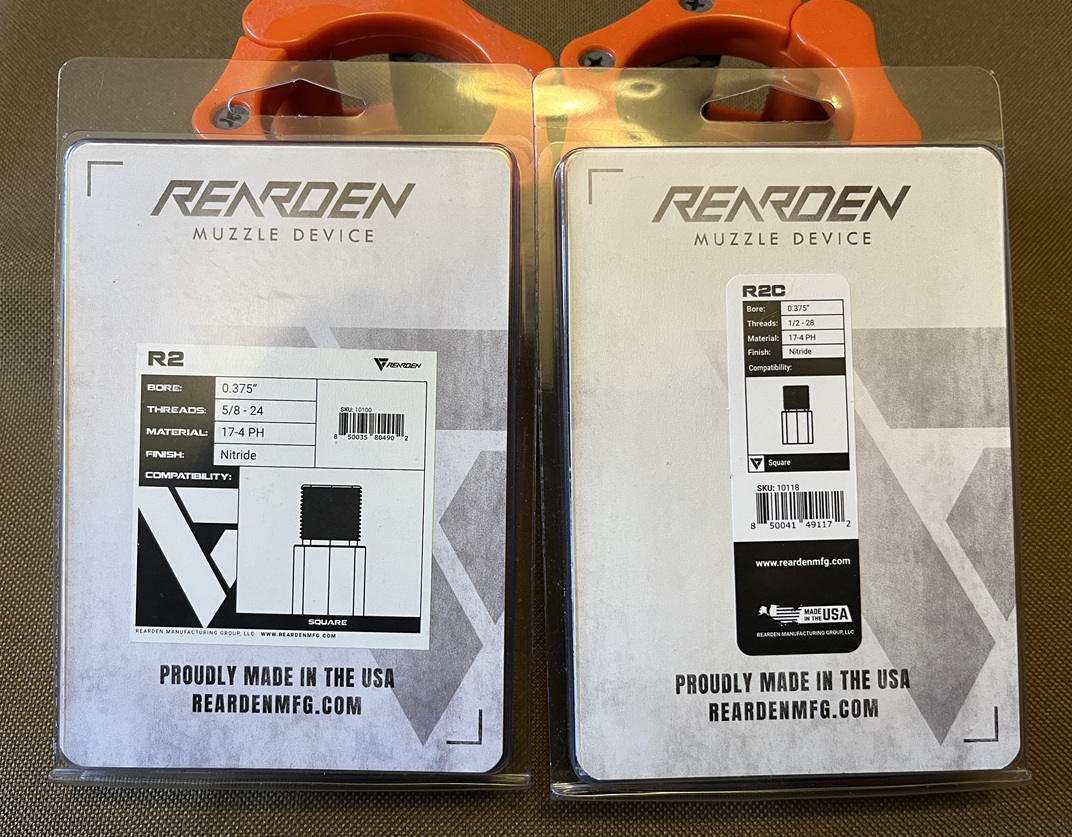 REARDEN
MUZZLE DEVICE
R2
REARDEN
BORE: 0.375"
THREADS: 5/8 - 24
MATERIAL: 17-4 PH
FINISH: Nitride
COMPATIBILITY:
SKU: 10100
8 50035 80490 2
SQUARE
REARDEN MANUFACTURING GROUP, LLC WWW.REARDENMFG.COM
PROUDLY MADE IN THE USA
REARDENMFG.COM
REARDEN
MUZZLE DEVICE
R2C
Bore: 0.375"
Threads: 1/2 - 28
Material: 17-4 PH
Finish: Nitride
Compatibility:
Square
SKU: 10118
8 50041 49117 2
www.reardenmfg.com
MADE
IN THE USA
REARDEN MANUFACTURING GROUP, LLC
PROUDLY MADE IN THE USA
REARDENMFG.COM